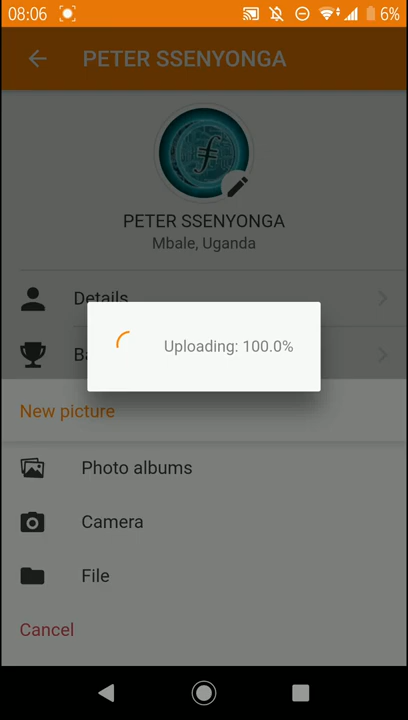 08:06
6%
PETER SSENYONGA
PETER SSENYONGA
Mbale, Uganda
Details
Uploading: 100.0%
New picture
Photo albums
Camera
File
Cancel